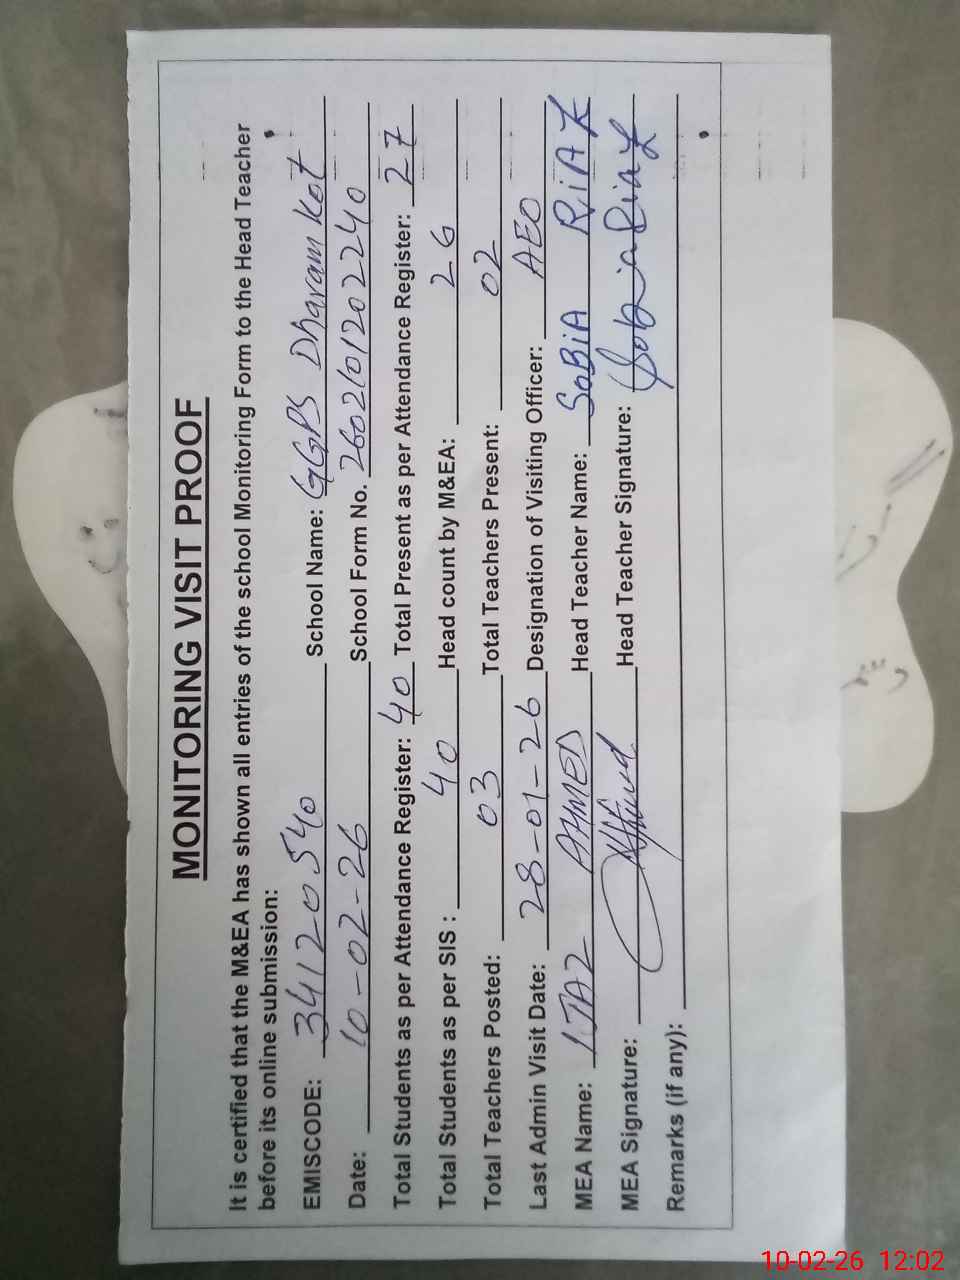 MONITORING VISIT PROOF
It is certified that the M&EA has shown all entries of the school Monitoring Form to the Head Teacher
before its online submission:
EMISCODE: 34120540 School Name: GGPS Dharam Kot
Date: 10-02-26 School Form No. 2602101202240
Total Students as per Attendance Register: 40 Total Present as per Attendance Register: 27
Total Students as per SIS : 40 Head count by M&EA: 26
Total Teachers Posted: 03 Total Teachers Present: 02
Last Admin Visit Date: 28-01-26 Designation of Visiting Officer: AEO
MEA Name: AHMED Head Teacher Name: SOBiA RiAZ
MEA Signature: Head Teacher Signature: Sobia Riaz
Remarks (if any):
10-02-26 12:02